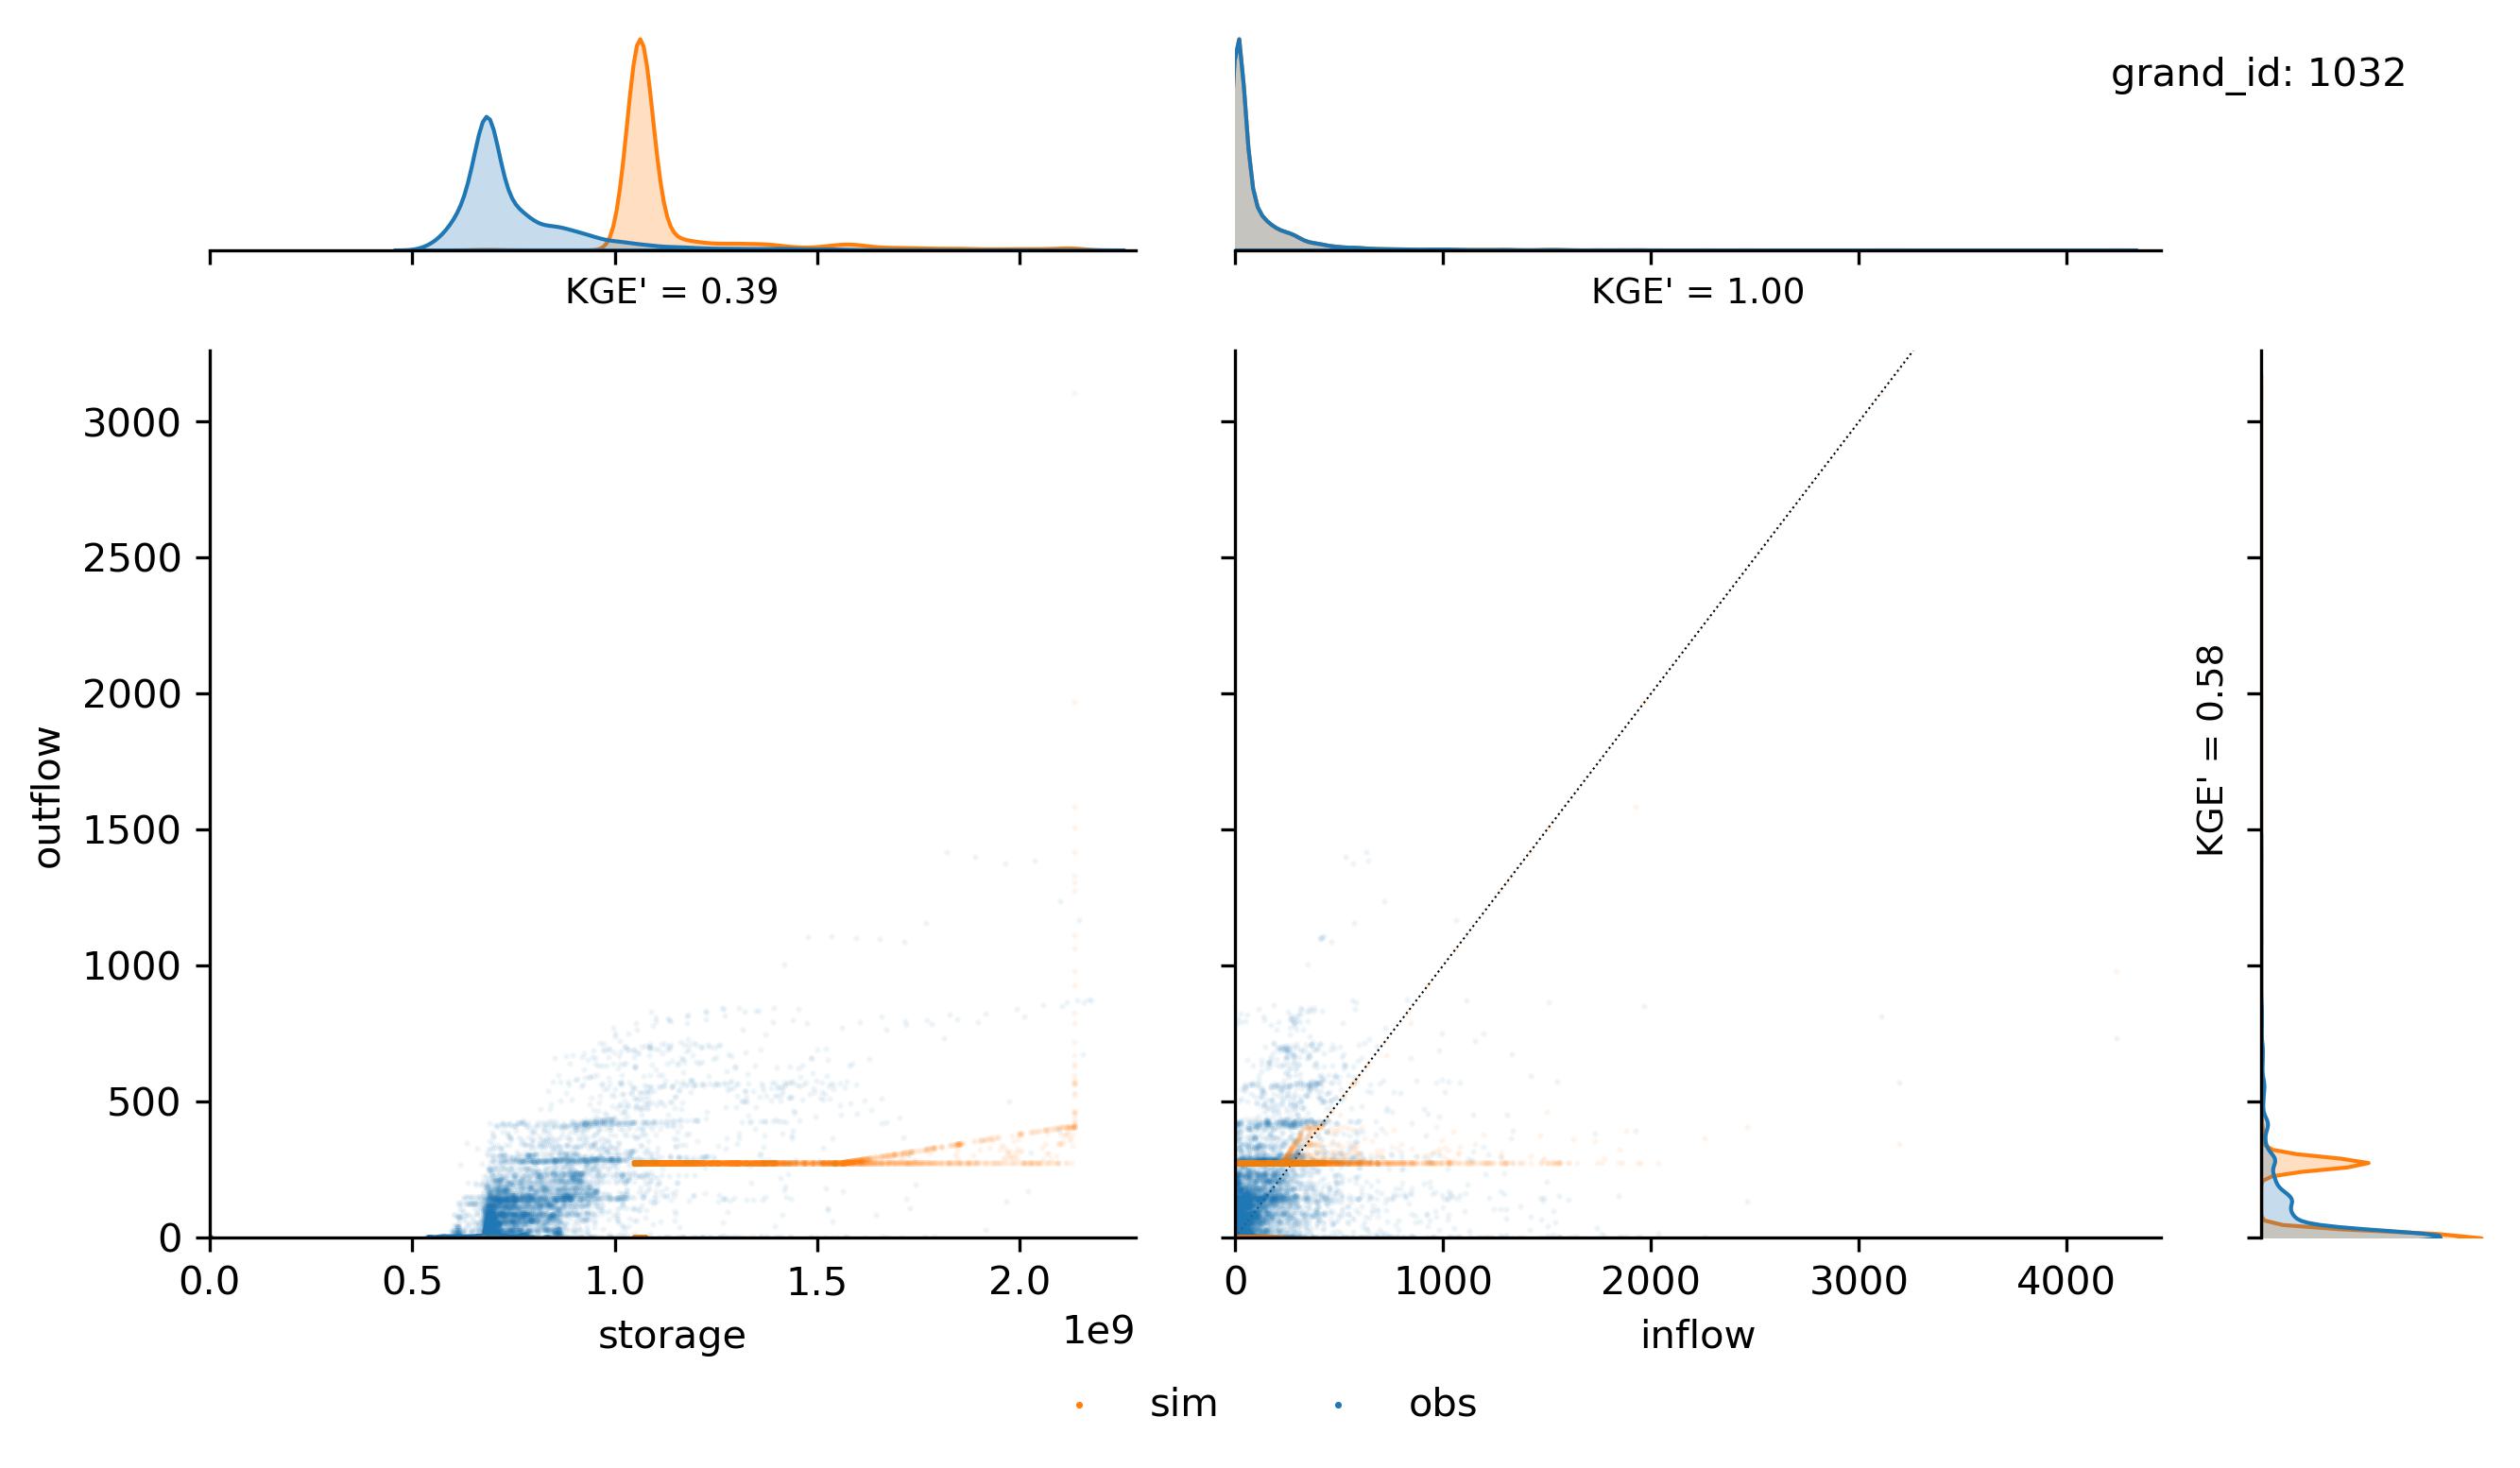 grand_id: 1032
KGE' = 0.39
KGE' = 1.00
outflow
3000
2500
2000
1500
1000
500
0
KGE' = 0.58
0.0 0.5 1.0 1.5 2.0
1e9
storage
0 1000 2000 3000 4000
inflow
sim obs